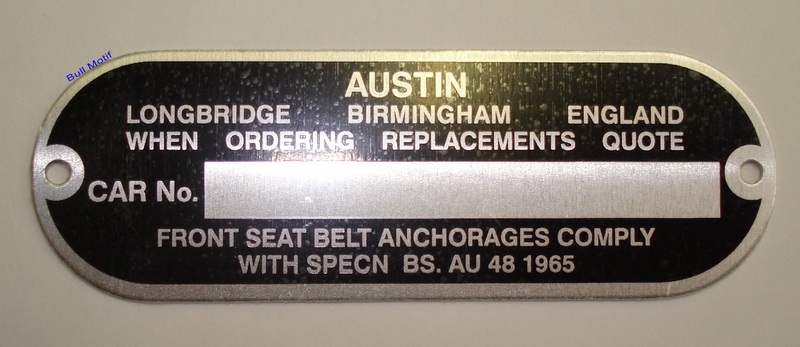 Bull Motif
AUSTIN
LONGBRIDGE BIRMINGHAM ENGLAND
WHEN ORDERING REPLACEMENTS QUOTE
CAR No.
FRONT SEAT BELT ANCHORAGES COMPLY
WITH SPECN BS. AU 48 1965